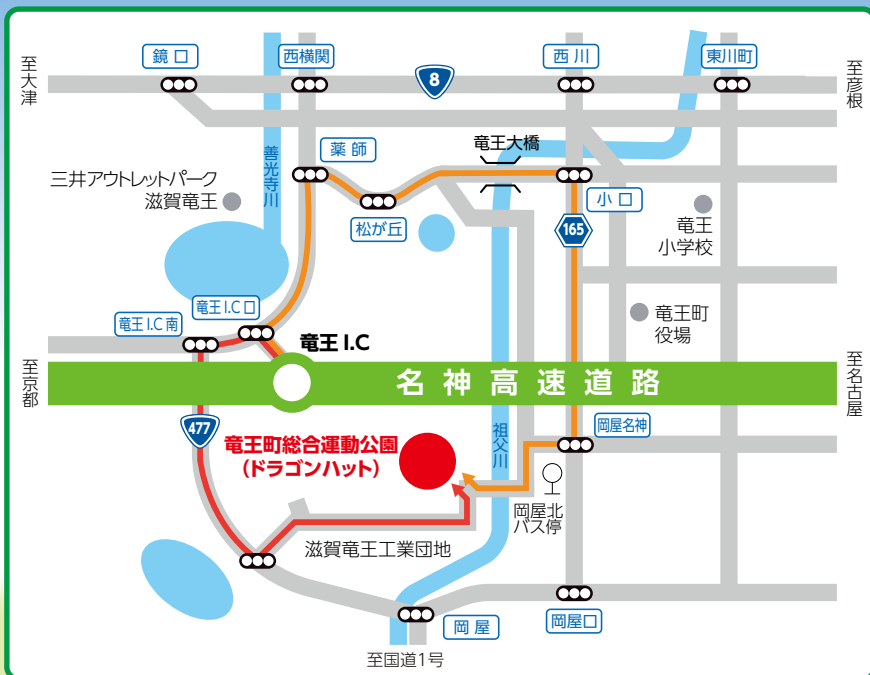 鏡口
西横関
西川
東川町
至大津
8
至彦根
竜王大橋
薬師
善光寺川
三井アウトレットパーク
滋賀竜王
松が丘
小口
165
竜王
小学校
竜王I.C口
竜王I.C南
竜王I.C
竜王町
役場
至京都
名神高速道路
至名古屋
477
竜王町総合運動公園
(ドラゴンハット)
祖父川
岡屋名神
岡屋北
バス停
滋賀竜王工業団地
岡屋
岡屋口
至国道1号